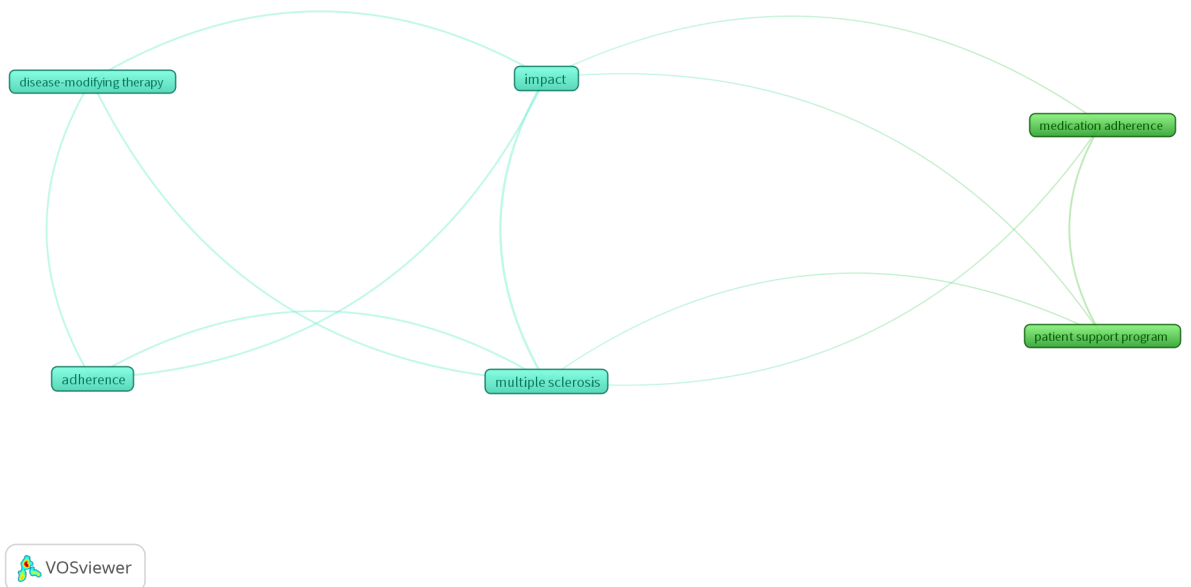 disease-modifying therapy
impact
medication adherence
patient support program
adherence
multiple sclerosis
VOSviewer